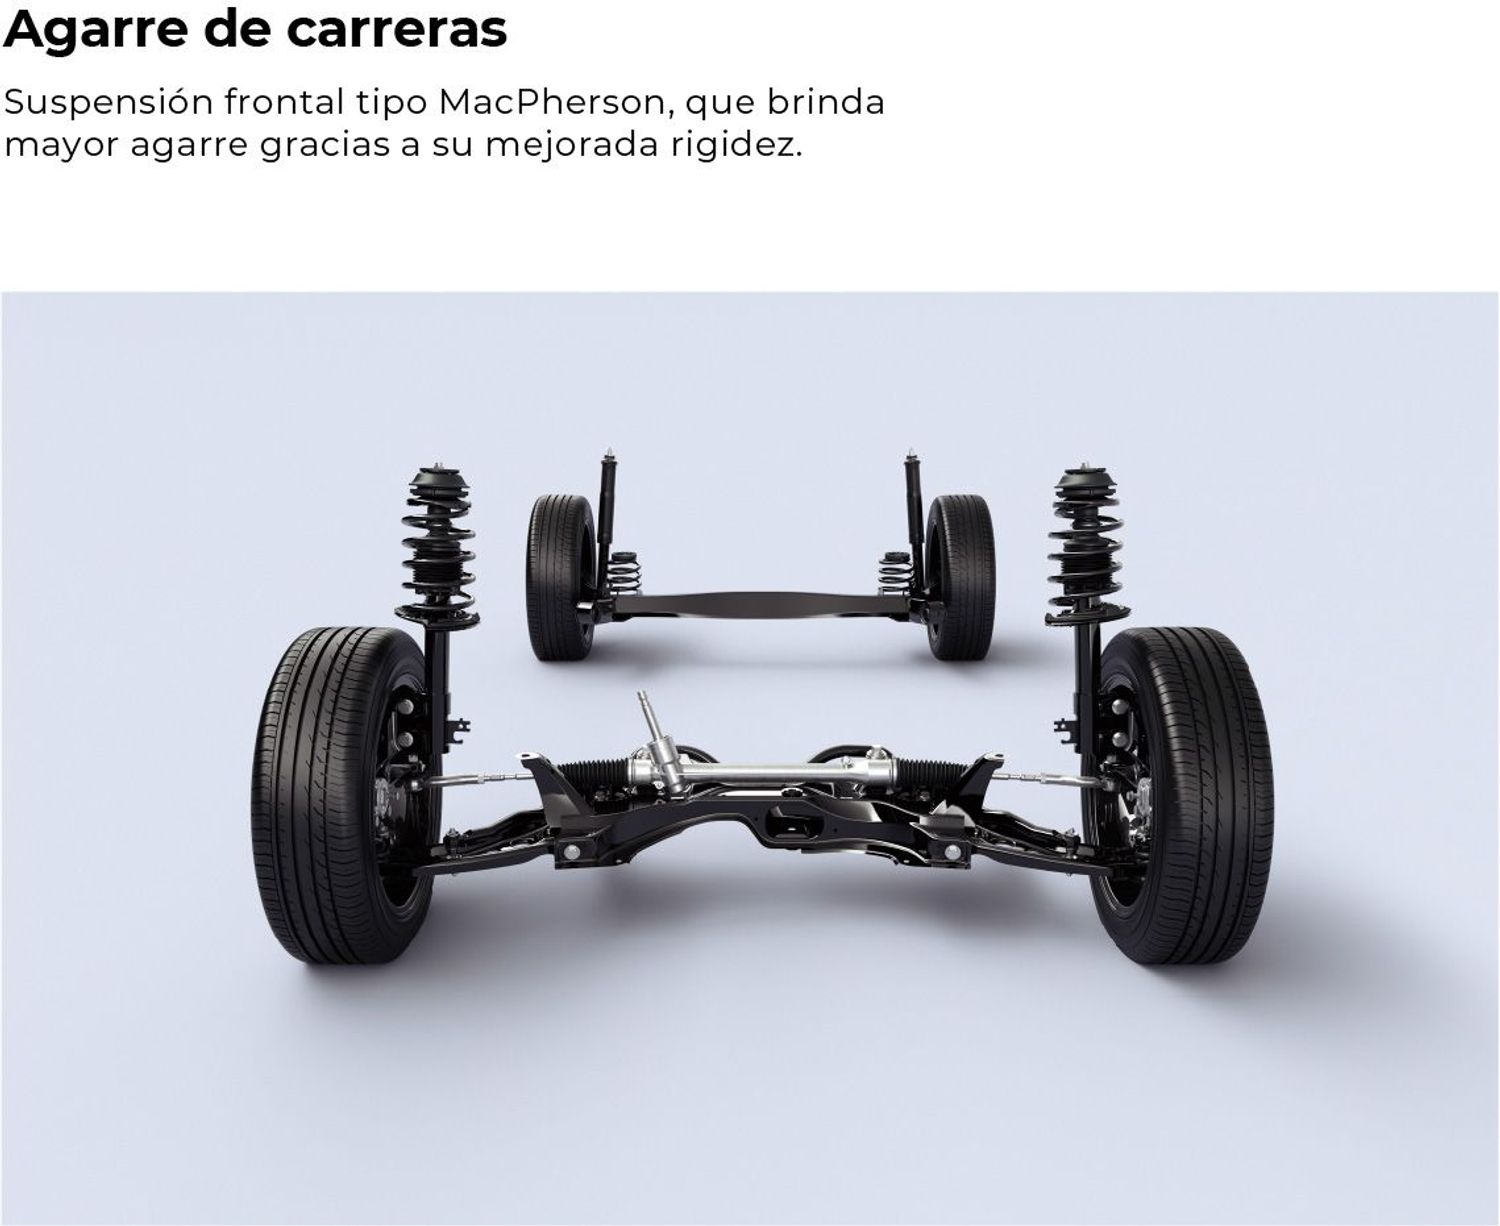 Agarre de carreras
Suspensión frontal tipo MacPherson, que brinda
mayor agarre gracias a su mejorada rigidez.